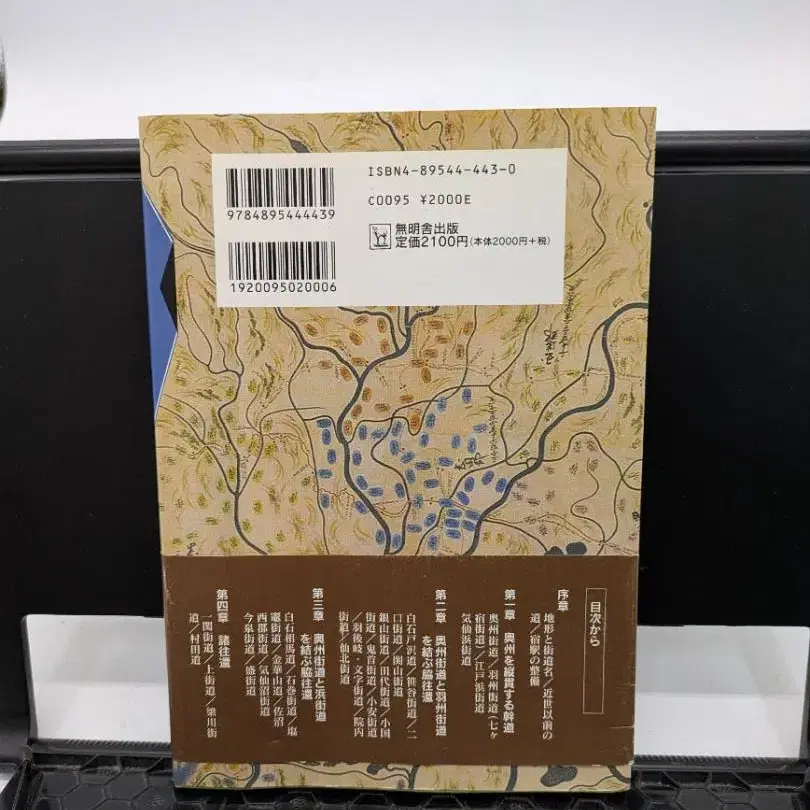 ISBN4-89544-443-0
C0095 ¥2000E
9784895444439
無明舎出版
定価2100円(本体2000円+税)
1920095020006
目次から
序章
地形と街道名/近世以前の
道/宿駅の整備
第一章 奥州を縦貫する幹道
奥州街道/羽州街道(七ヶ
宿街道)/江戸浜街道
気仙浜街道
第二章 奥州街道と羽州街道
を結ぶ脇往還
白石戸沢道/笹谷街道/二
口街道/関山街道
銀山街道/田代街道/小国
街道/鬼首街道/小安街道
/羽後岐・文字街道/院内
街道/仙北街道
第三章 奥州街道と浜街道
を結ぶ脇往還
白石相馬道/石巻街道/塩
竈街道/金華山道/佐沼
西郡街道/気仙沼街道
今泉街道/盛街道
第四章 諸往還
一関街道/上街道/梁川街
道/村田道